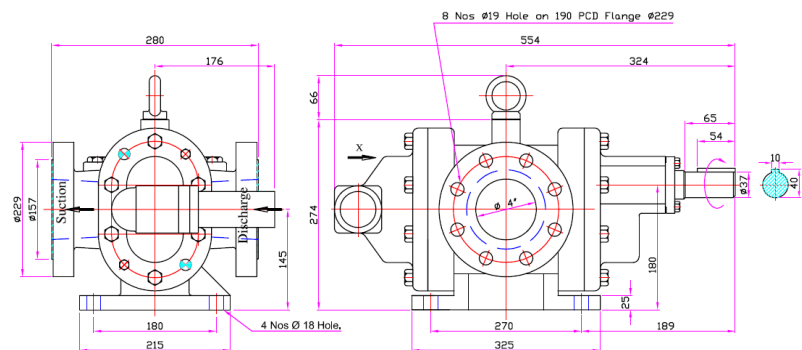 8 Nos Ø19 Hole on 190 PCD Flange Ø229
280
554
176
324
66
65
54
X
10
Ø229
Ø157
Suction
Discharge
274
Ø 4"
Ø37
40
145
180
25
4 Nos Ø 18 Hole,
180
270
189
215
325